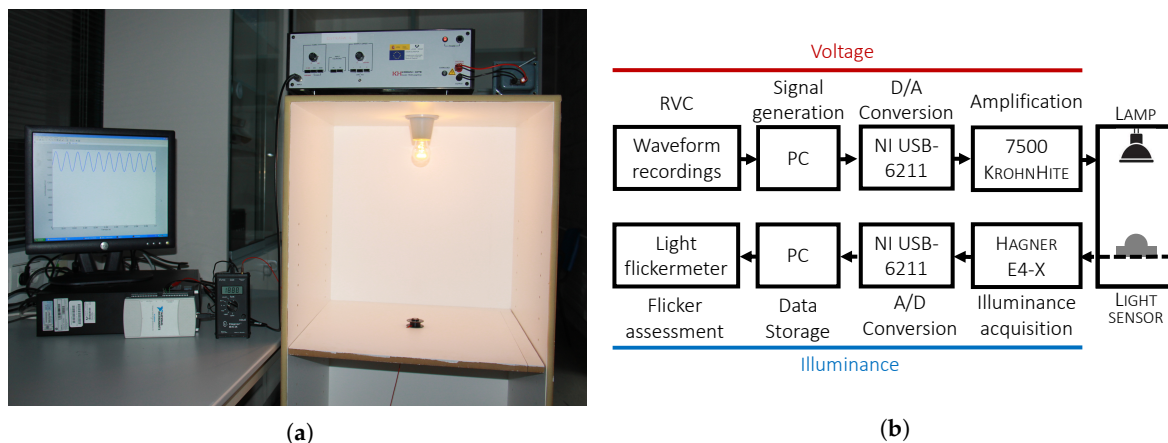 Voltage
RVC
Signal
generation
D/A
Conversion
Amplification
Waveform
recordings
PC
NI USB-
6211
7500
KROHNHITE
LAMP
Light
flickermeter
PC
NI USB-
6211
HAGNER
E4-X
Flicker
assessment
Data
Storage
A/D
Conversion
Illuminance
acquisition
LIGHT
SENSOR
Illuminance
(a)
(b)